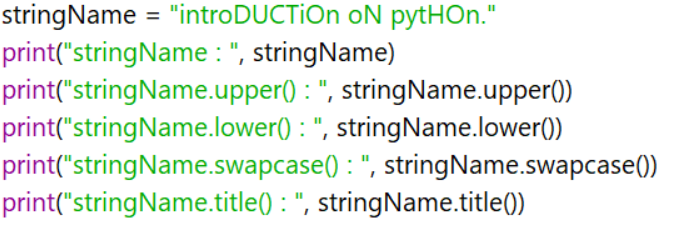 stringName = "introDUCTiOn oN pytHOn."
print("stringName : ", stringName)
print("stringName.upper() : ", stringName.upper())
print("stringName.lower() : ", stringName.lower())
print("stringName.swapcase() : ", stringName.swapcase())
print("stringName.title() : ", stringName.title())